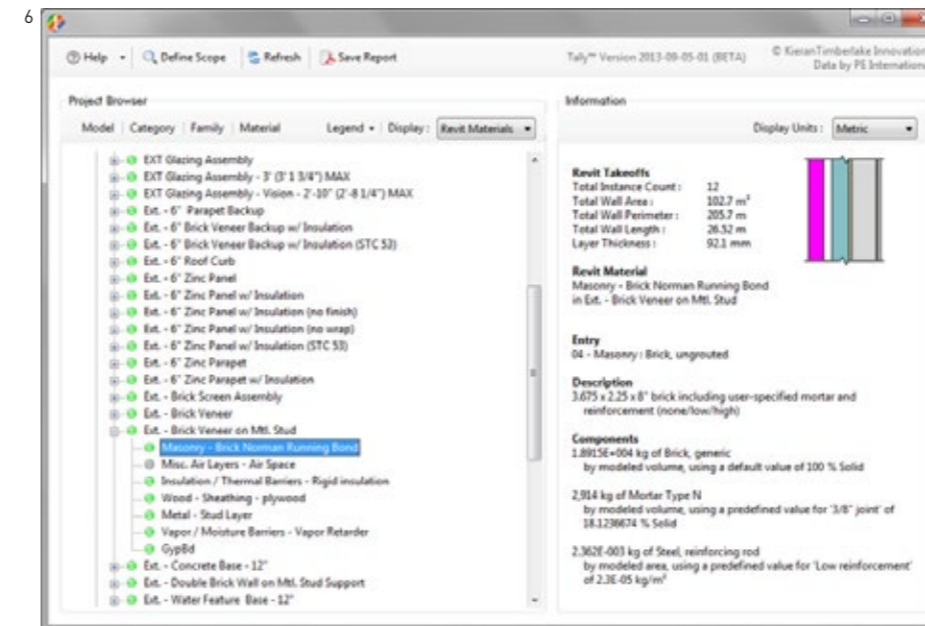 6
Help
Define Scope
Refresh
Save Report
Tally™ Version 2013-09-05-01 (BETA)
© KieranTimberlake Innovation
Data by PE Internation
Project Browser
Model | Category | Family | Material
Legend
Display: Revit Materials
EXT Glazing Assembly
EXT Glazing Assembly - 3' (3' 1 3/4") MAX
EXT Glazing Assembly - Vision - 2'-10" (2'-8 1/4") MAX
Ext. - 6" Parapet Backup
Ext. - 6" Brick Veneer Backup w/ Insulation
Ext. - 6" Brick Veneer Backup w/ Insulation (STC 53)
Ext. - 6" Roof Curb
Ext. - 6" Zinc Panel
Ext. - 6" Zinc Panel w/ Insulation
Ext. - 6" Zinc Panel w/ Insulation (no finish)
Ext. - 6" Zinc Panel w/ Insulation (no wrap)
Ext. - 6" Zinc Panel w/ Insulation (STC 53)
Ext. - 6" Zinc Parapet
Ext. - 6" Zinc Parapet w/ Insulation
Ext. - Brick Screen Assembly
Ext. - Brick Veneer
Ext. - Brick Veneer on Mtl. Stud
Masonry - Brick Norman Running Bond
Misc. Air Layers - Air Space
Insulation / Thermal Barriers - Rigid insulation
Wood - Sheathing - plywood
Metal - Stud Layer
Vapor / Moisture Barriers - Vapor Retarder
GypBd
Ext. - Concrete Base - 12"
Ext. - Double Brick Wall on Mtl. Stud Support
Ext. - Water Feature Base - 12"
Information
Display Units: Metric
Revit Takeoffs
Total Instance Count: 12
Total Wall Area: 102.7 m²
Total Wall Perimeter: 205.7 m
Total Wall Length: 26.52 m
Layer Thickness: 92.1 mm
Revit Material
Masonry - Brick Norman Running Bond
in Ext. - Brick Veneer on Mtl. Stud
Entry
04 - Masonry: Brick, ungrouted
Description
3.675 x 2.25 x 8" brick including user-specified mortar and
reinforcement (none/low/high)
Components
1.8915E+004 kg of Brick, generic
by modeled volume, using a default value of 100 % Solid
2,914 kg of Mortar Type N
by modeled volume, using a predefined value for '3/8" joint' of
18.1236674 % Solid
2.362E-003 kg of Steel, reinforcing rod
by modeled area, using a predefined value for 'Low reinforcement'
of 2.3E-05 kg/m²